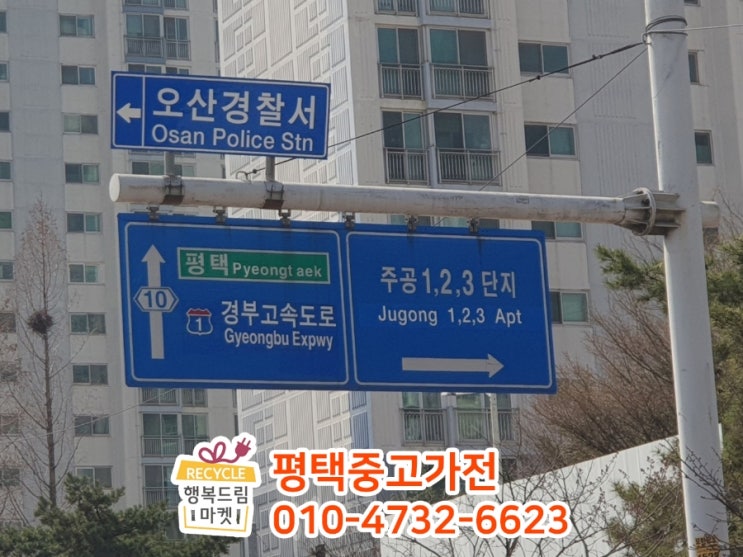 오산경찰서
Osan Police Stn
평택 Pyeongtaek
10
1
경부고속도로
Gyeongbu Expwy
주공 1,2,3 단지
Jugong 1,2,3 Apt
RECYCLE
행복드림
마켓
평택중고가전
010-4732-6623